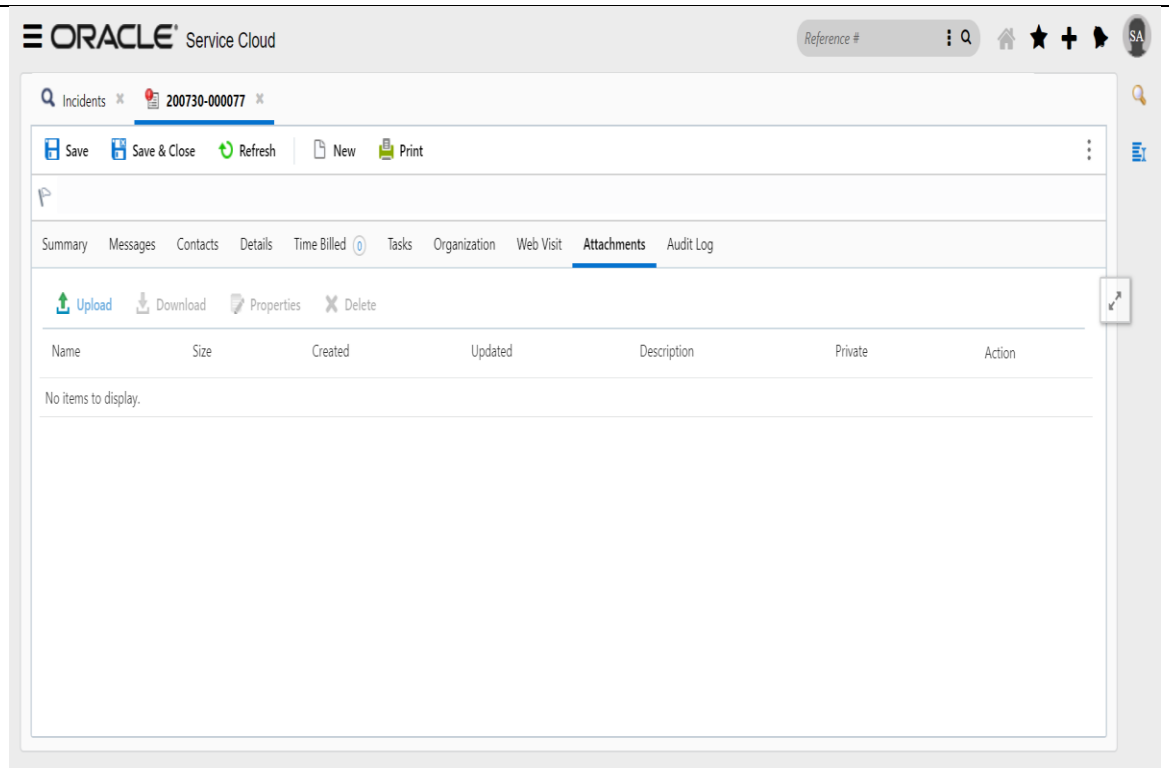 ORACLE Service Cloud Reference # SA
Incidents 200730-000077
Save Save & Close Refresh New Print
Summary Messages Contacts Details Time Billed 0 Tasks Organization Web Visit Attachments Audit Log
Upload Download Properties Delete
Name Size Created Updated Description Private Action
No items to display.